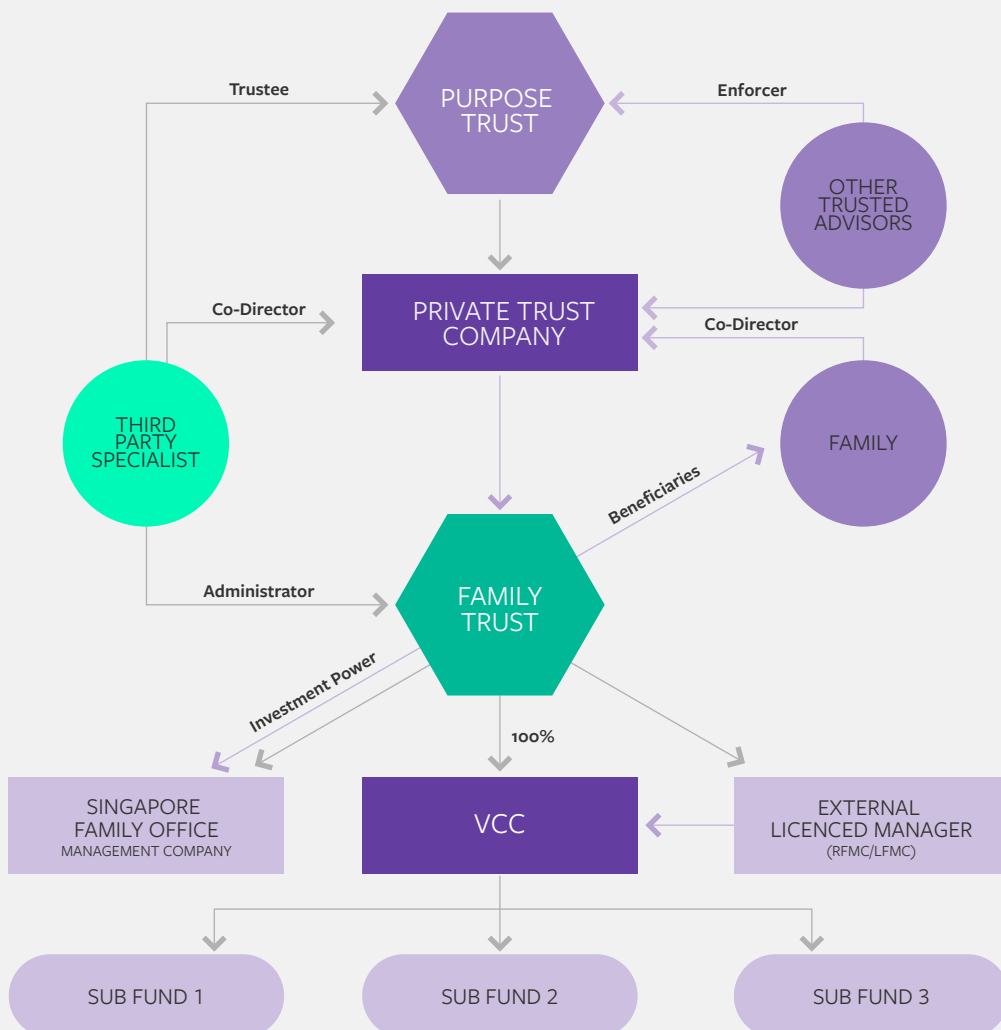 Trustee
PURPOSE
TRUST
Enforcer
OTHER
TRUSTED
ADVISORS
Co-Director
PRIVATE TRUST
COMPANY
Co-Director
THIRD
PARTY
SPECIALIST
FAMILY
Beneficiaries
Administrator
FAMILY
TRUST
Investment Power
100%
SINGAPORE
FAMILY OFFICE
MANAGEMENT COMPANY
VCC
EXTERNAL
LICENCED MANAGER
(RFMC/LFMC)
SUB FUND 1
SUB FUND 2
SUB FUND 3